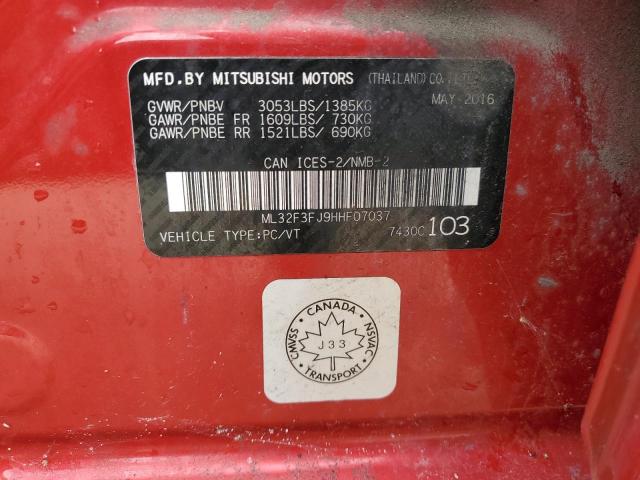 MFD.BY MITSUBISHI MOTORS (THAILAND) CO.,LTD.
MAY-2016
GVWR/PNBV 3053LBS/1385KG
GAWR/PNBE FR 1609LBS/ 730KG
GAWR/PNBE RR 1521LBS/ 690KG
CAN ICES-2/NMB-2
ML32F3FJ9HHF07037
VEHICLE TYPE:PC/VT 7430C 103
CANADA
CMVSS NSVAC
J33
TRANSPORT